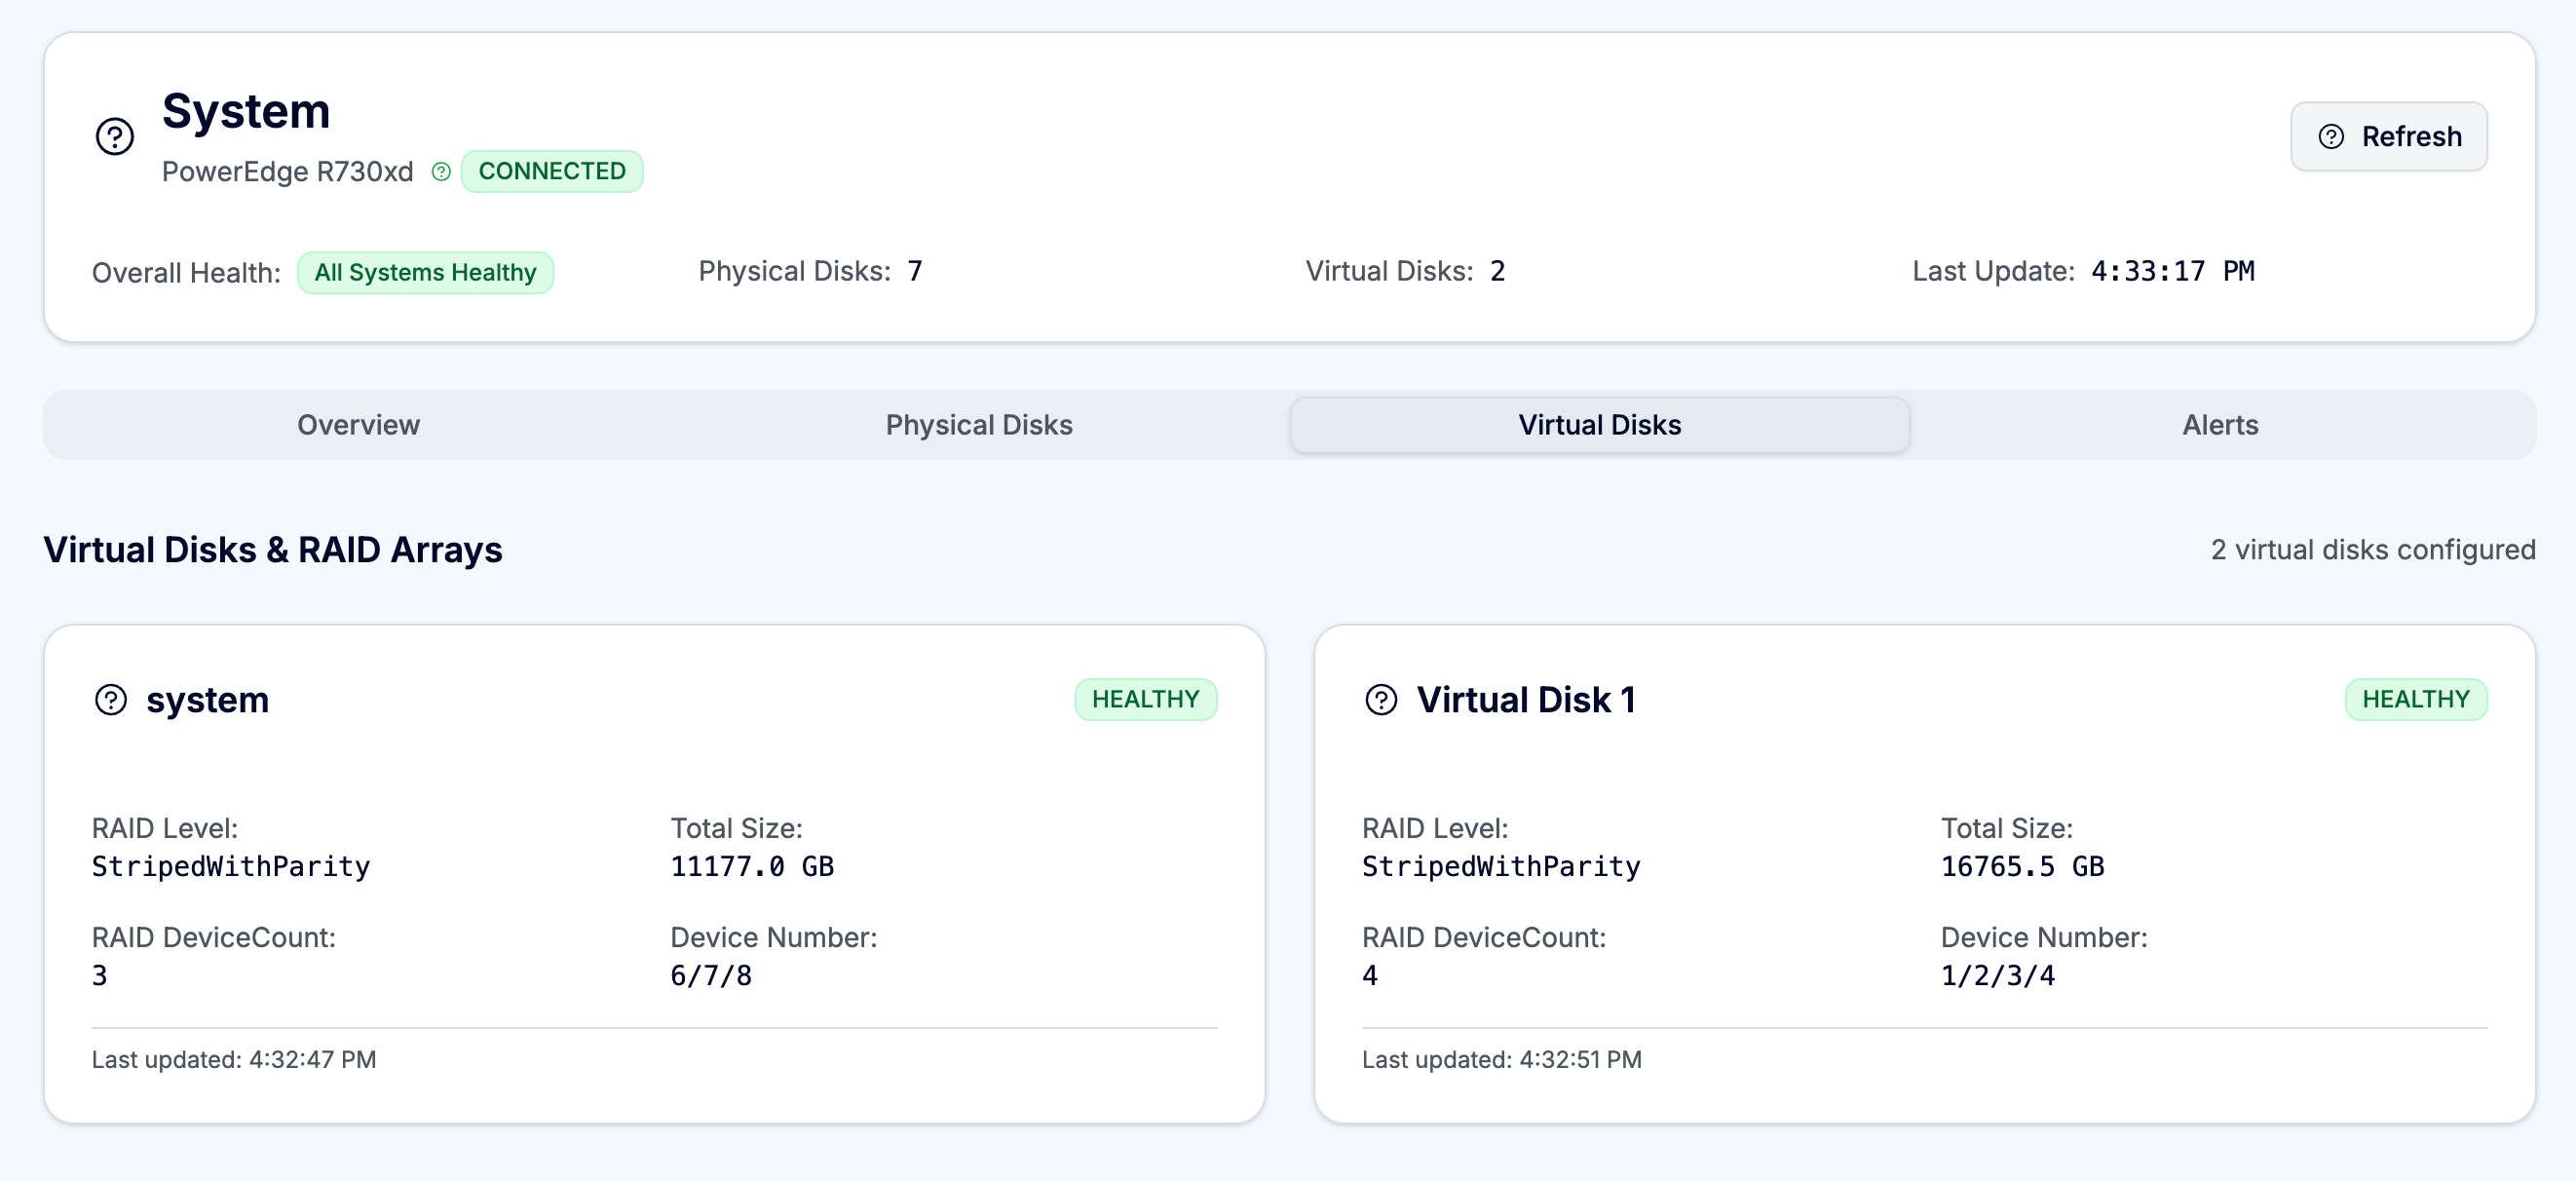 System
PowerEdge R730xd CONNECTED
Refresh
Overall Health: All Systems Healthy
Physical Disks: 7
Virtual Disks: 2
Last Update: 4:33:17 PM
Overview
Physical Disks
Virtual Disks
Alerts
Virtual Disks & RAID Arrays
2 virtual disks configured
system
HEALTHY
RAID Level:
StripedWithParity
Total Size:
11177.0 GB
RAID DeviceCount:
3
Device Number:
6/7/8
Last updated: 4:32:47 PM
Virtual Disk 1
HEALTHY
RAID Level:
StripedWithParity
Total Size:
16765.5 GB
RAID DeviceCount:
4
Device Number:
1/2/3/4
Last updated: 4:32:51 PM